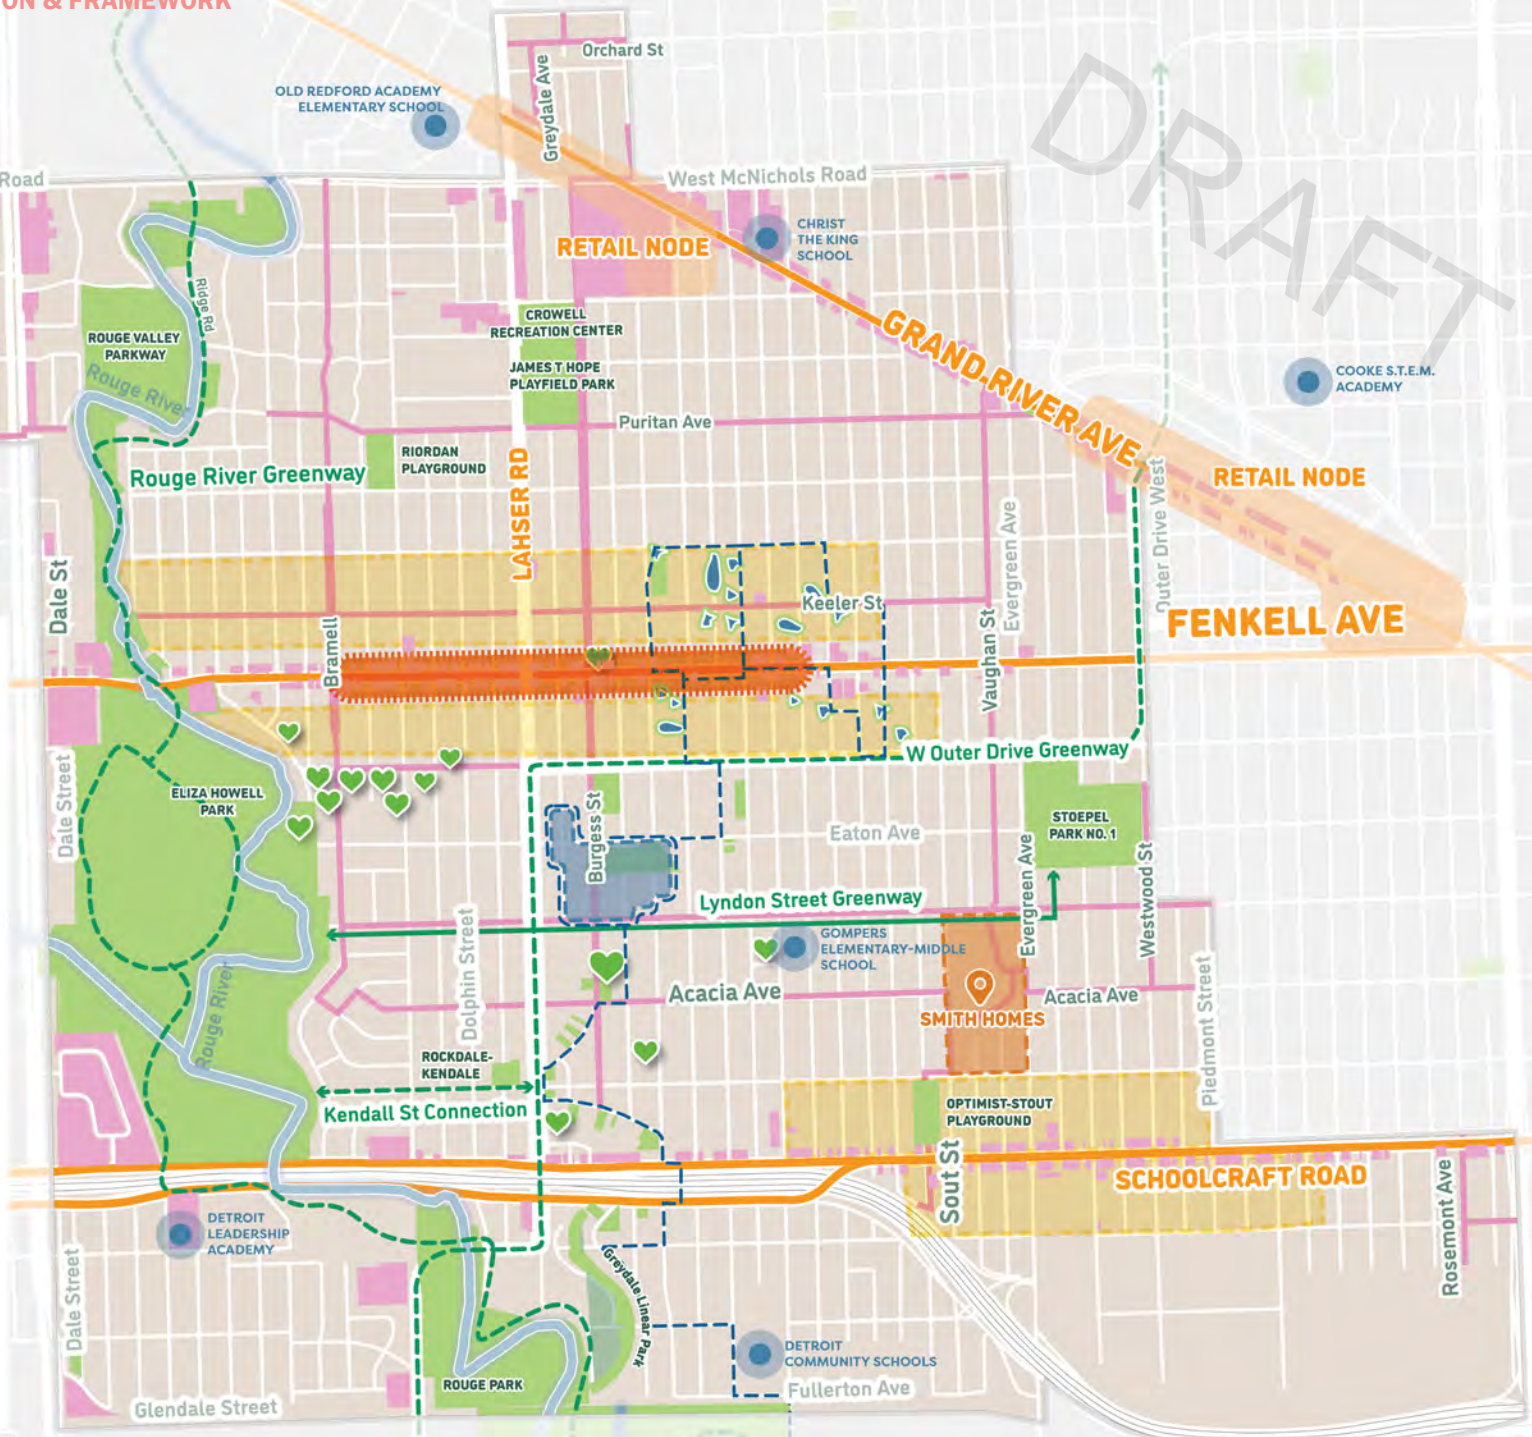 ON & FRAMEWORK
Orchard St
Greydale Ave
OLD REDFORD ACADEMY
ELEMENTARY SCHOOL
DRAFT
Road
West McNichols Road
CHRIST
THE KING
SCHOOL
RETAIL NODE
Ridge Rd
CROWELL
RECREATION CENTER
ROUGE VALLEY
PARKWAY
GRAND RIVER AVE
JAMES T HOPE
PLAYFIELD PARK
COOKE S.T.E.M.
ACADEMY
Rouge River
Puritan Ave
RIORDAN
PLAYGROUND
Rouge River Greenway
LAHSER RD
RETAIL NODE
Outer Drive West
Evergreen Ave
Dale St
Keeler St
FENKELL AVE
Bramell
Vaughan St
W Outer Drive Greenway
Dale Street
ELIZA HOWELL
PARK
Burgess St
Eaton Ave
STOEPEL
PARK NO. 1
Evergreen Ave
Westwood St
Lyndon Street Greenway
Dolphin Street
GOMPERS
ELEMENTARY-MIDDLE
SCHOOL
Rouge River
Acacia Ave
Acacia Ave
SMITH HOMES
Piedmont Street
ROCKDALE-
KENDALE
Kendall St Connection
OPTIMIST-STOUT
PLAYGROUND
Sout St
SCHOOLCRAFT ROAD
Rosemont Ave
DETROIT
LEADERSHIP
ACADEMY
Dale Street
Greydale Linear Park
DETROIT
COMMUNITY SCHOOLS
ROUGE PARK
Fullerton Ave
Glendale Street